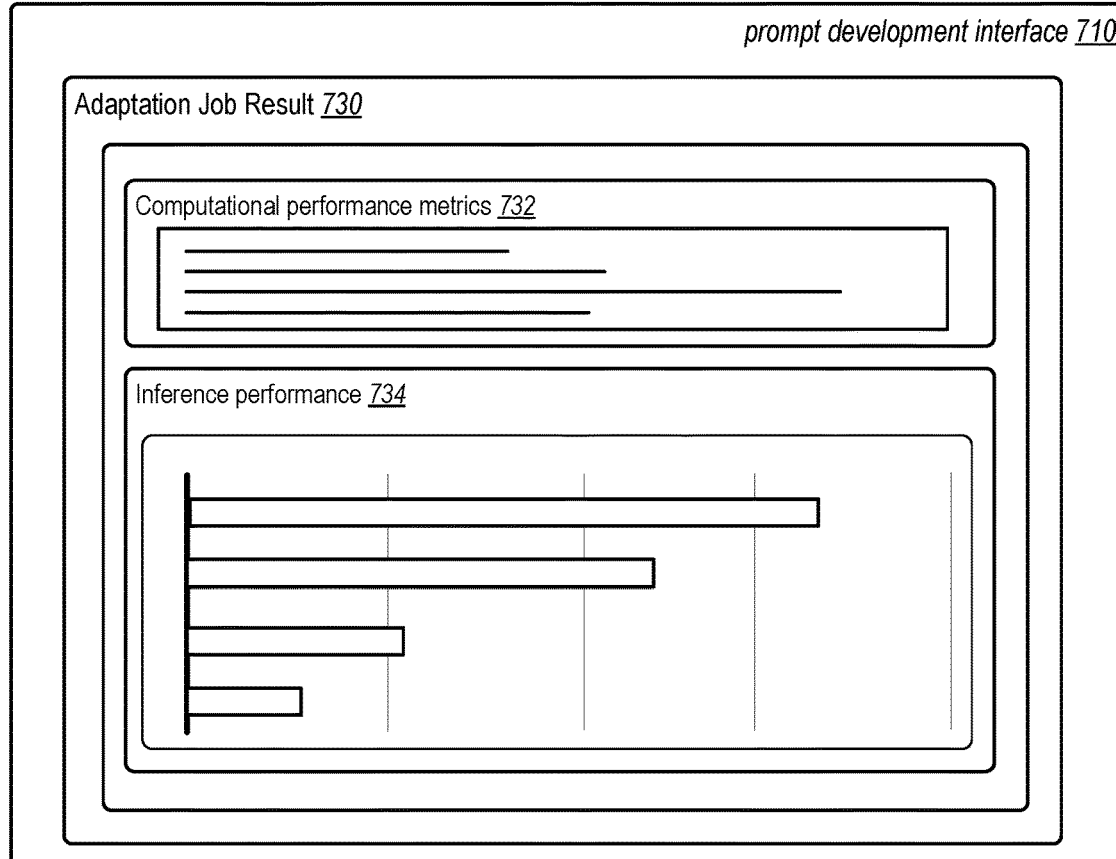 prompt development interface 710
Adaptation Job Result 730
Computational performance metrics 732
Inference performance 734